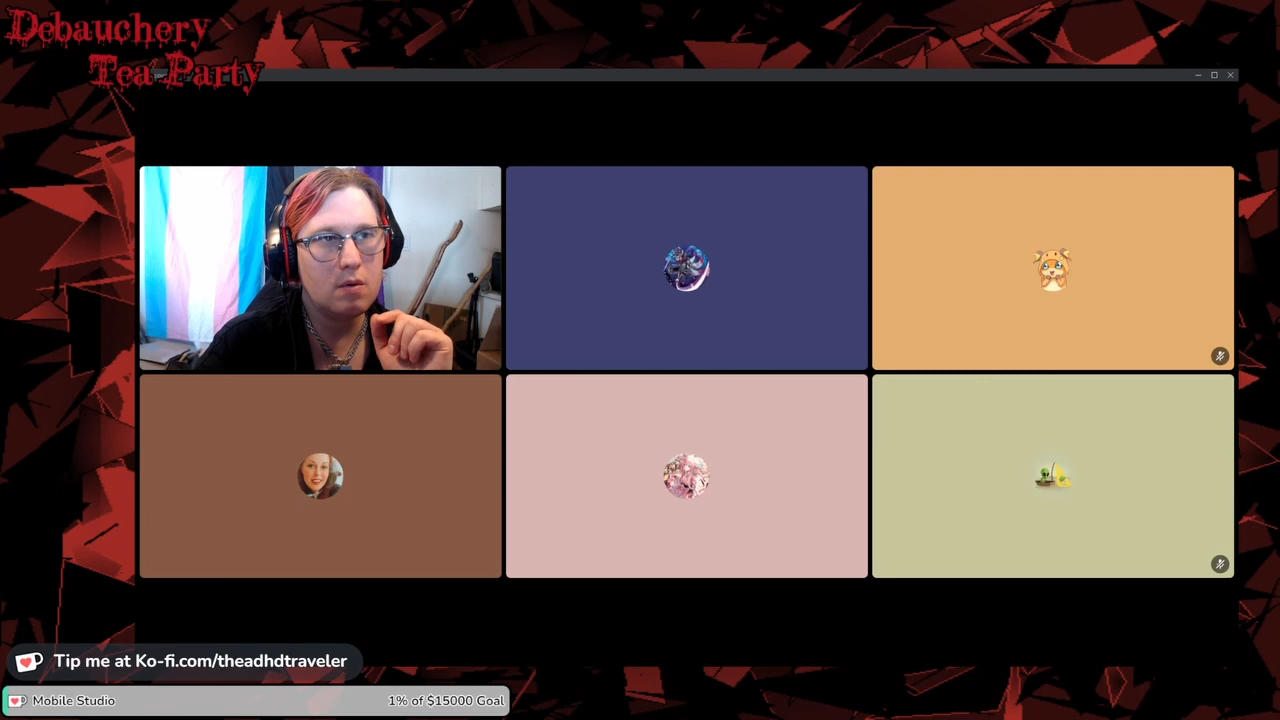 Debauchery
Tea Party
Tip me at Ko-fi.com/theadhdtraveler
Mobile Studio
1% of $15000 Goal